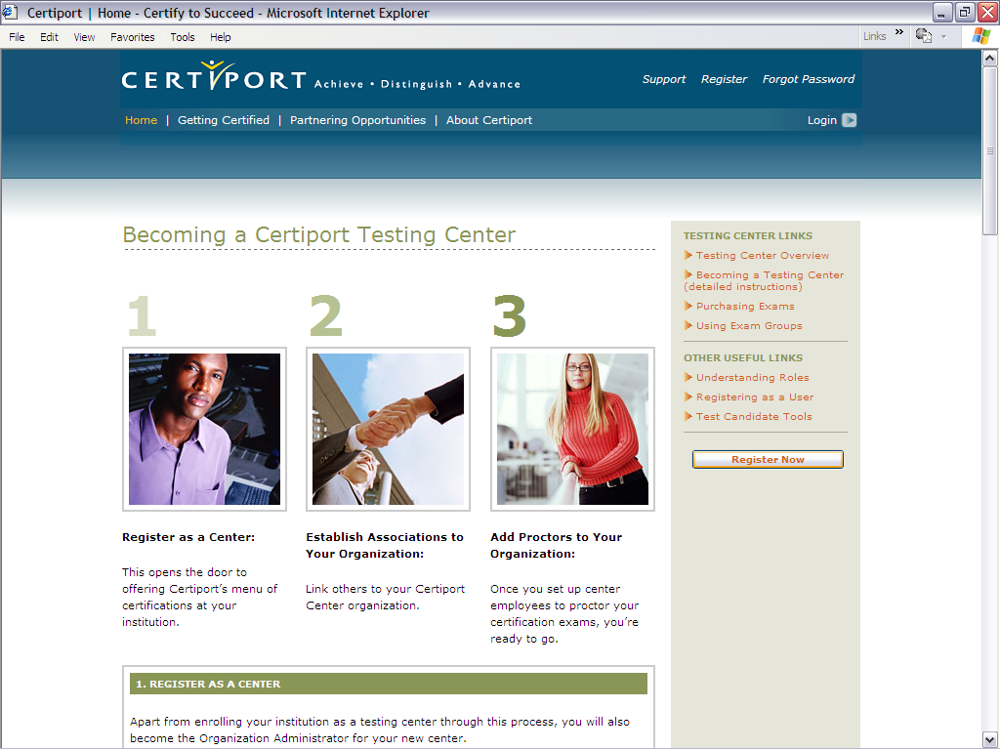 Certiport | Home - Certify to Succeed - Microsoft Internet Explorer
File Edit View Favorites Tools Help Links »
CERTIPORT Achieve • Distinguish • Advance
Support Register Forgot Password
Home | Getting Certified | Partnering Opportunities | About Certiport Login
Becoming a Certiport Testing Center
1 2 3
Register as a Center:
This opens the door to
offering Certiport’s menu of
certifications at your
institution.
Establish Associations to
Your Organization:
Link others to your Certiport
Center organization.
Add Proctors to Your
Organization:
Once you set up center
employees to proctor your
certification exams, you’re
ready to go.
1. REGISTER AS A CENTER
Apart from enrolling your institution as a testing center through this process, you will also
become the Organization Administrator for your new center.
TESTING CENTER LINKS
Testing Center Overview
Becoming a Testing Center
(detailed instructions)
Purchasing Exams
Using Exam Groups
OTHER USEFUL LINKS
Understanding Roles
Registering as a User
Test Candidate Tools
Register Now